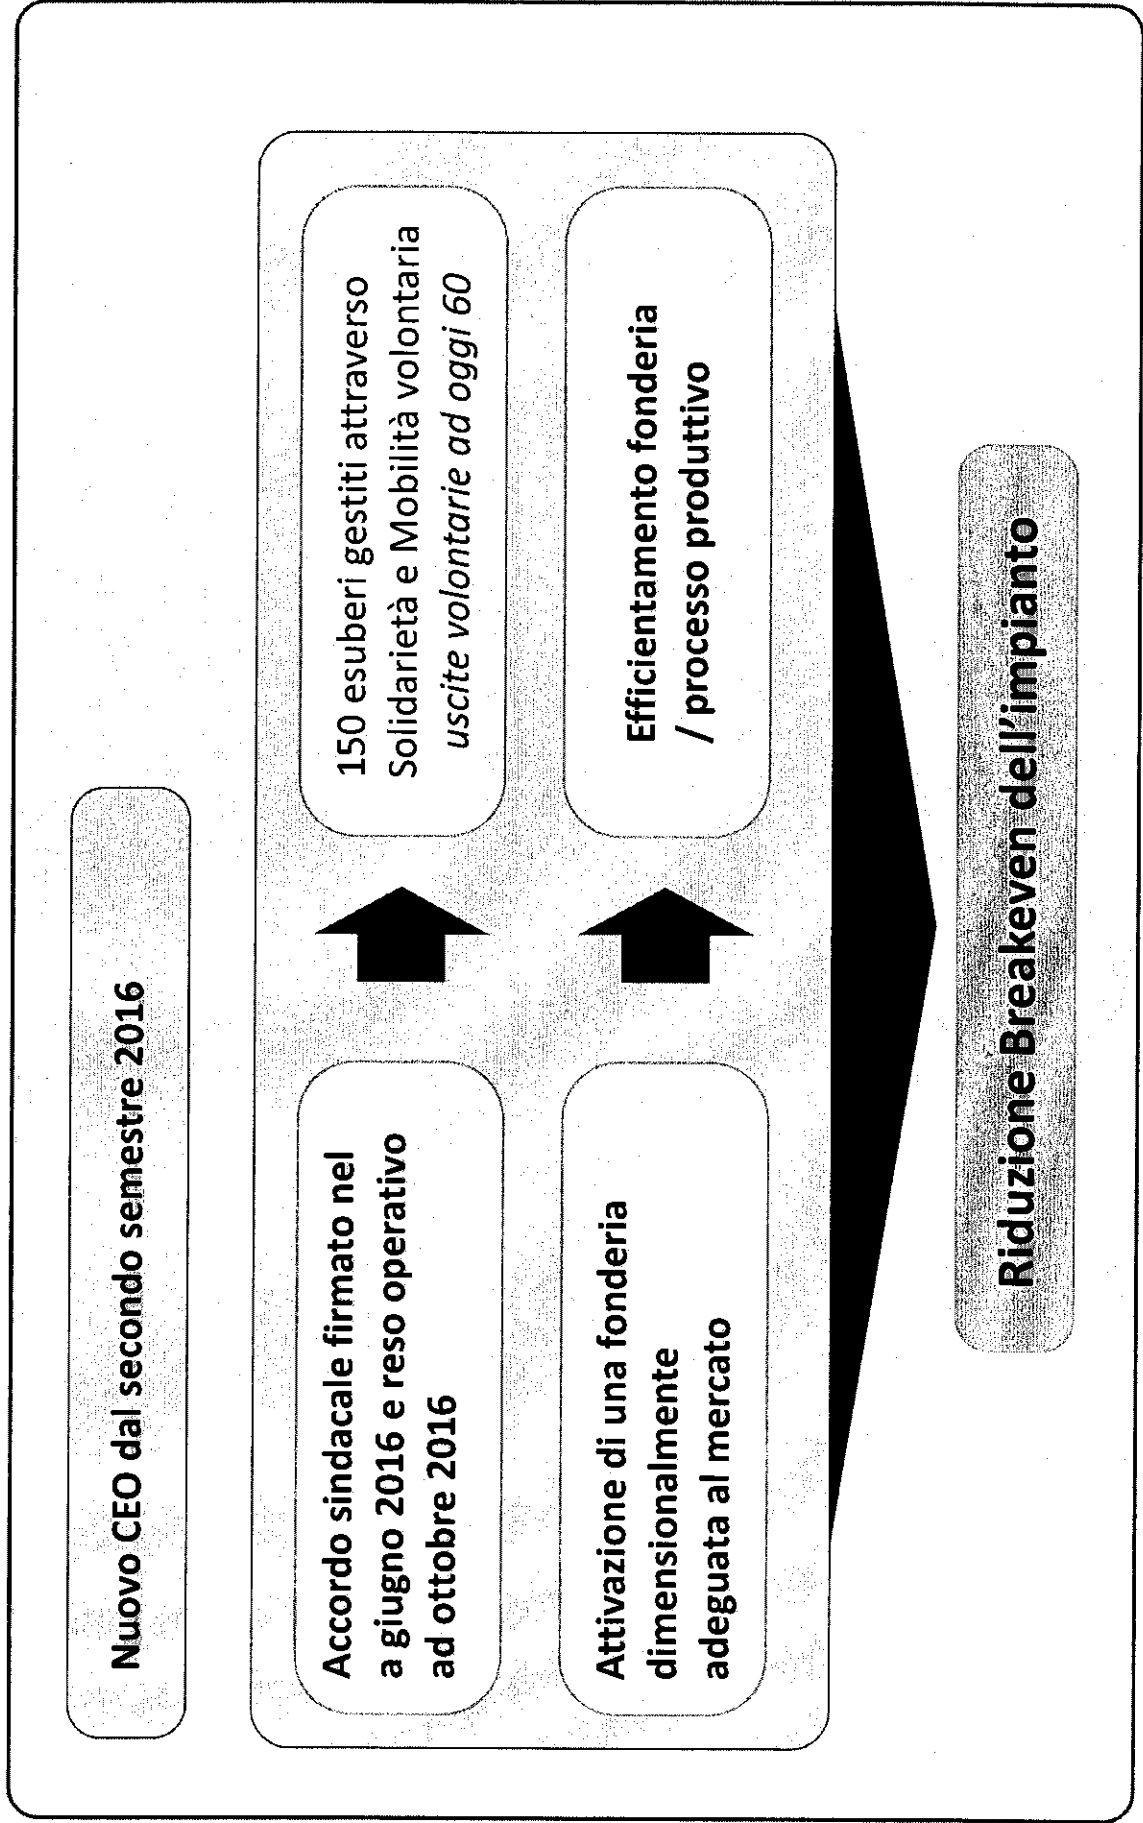 Nuovo CEO dal secondo semestre 2016
Accordo sindacale firmato nel
a giugno 2016 e reso operativo
ad ottobre 2016
150 esuberi gestiti attraverso
Solidarietà e Mobilità volontaria
uscite volontarie ad oggi 60
Attivazione di una fonderia
dimensionalmente
adeguata al mercato
Efficientamento fonderia
/ processo produttivo
Riduzione Breakeven dell'impianto